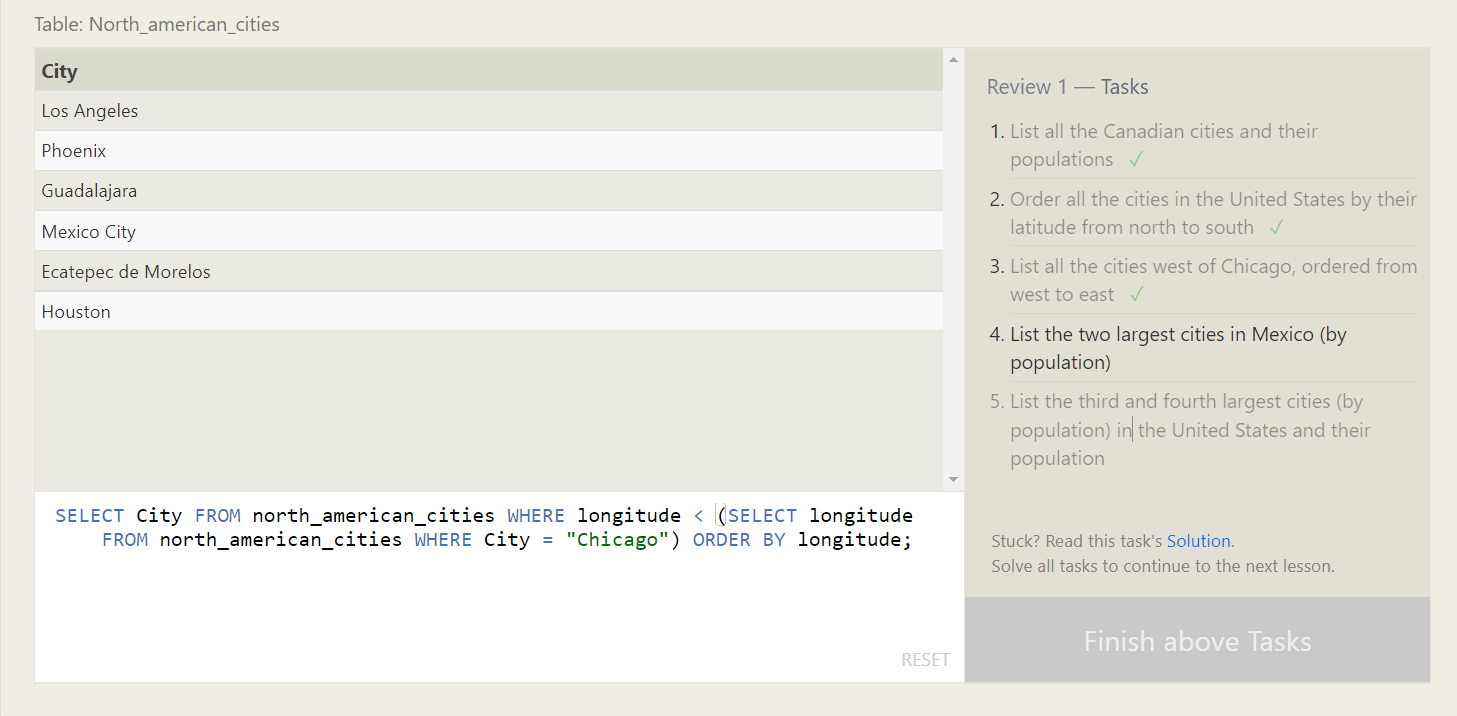 Table: North_american_cities
City
Los Angeles
Phoenix
Guadalajara
Mexico City
Ecatepec de Morelos
Houston
SELECT City FROM north_american_cities WHERE longitude < (SELECT longitude
FROM north_american_cities WHERE City = "Chicago") ORDER BY longitude;
RESET
Review 1 — Tasks
1. List all the Canadian cities and their
populations ✓
2. Order all the cities in the United States by their
latitude from north to south ✓
3. List all the cities west of Chicago, ordered from
west to east ✓
4. List the two largest cities in Mexico (by
population)
5. List the third and fourth largest cities (by
population) in the United States and their
population
Stuck? Read this task's Solution.
Solve all tasks to continue to the next lesson.
Finish above Tasks